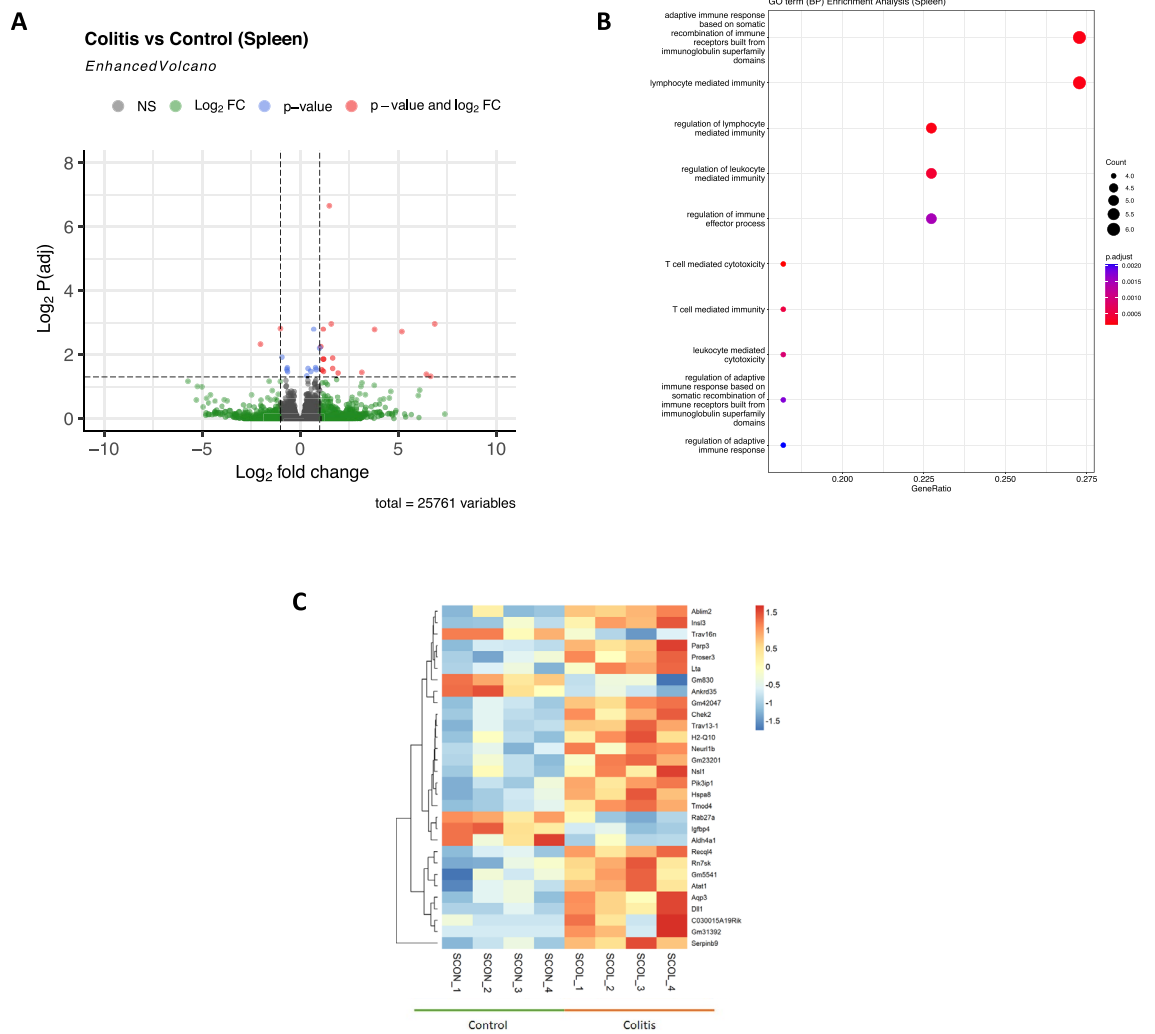 A
Colitis vs Control (Spleen)
EnhancedVolcano
NS Log2 FC p−value p − value and log2 FC
8
6
4
2
0
Log2 P(adj)
−10 −5 0 5 10
Log2 fold change
total = 25761 variables
B
GO term (BP) Enrichment Analysis (Spleen)
adaptive immune response
based on somatic
recombination of immune
receptors built from
immunoglobulin superfamily
domains
lymphocyte mediated immunity
regulation of lymphocyte
mediated immunity
regulation of leukocyte
mediated immunity
regulation of immune
effector process
T cell mediated cytotoxicity
T cell mediated immunity
leukocyte mediated
cytotoxicity
regulation of adaptive
immune response based on
somatic recombination of
immune receptors built from
immunoglobulin superfamily
domains
regulation of adaptive
immune response
0.200 0.225 0.250 0.275
GeneRatio
Count
4.0
4.5
5.0
5.5
6.0
p.adjust
0.0020
0.0015
0.0010
0.0005
C
Ablim2
Insl3
Trav16n
Parp3
Proser3
Lta
Gm830
Ankrd35
Gm42047
Chek2
Trav13-1
H2-Q10
Neurl1b
Gm23201
Nsl1
Pik3ip1
Hspa8
Tmod4
Rab27a
Igfbp4
Aldh4a1
Recql4
Rn7sk
Gm5541
Atat1
Aqp3
Dll1
C030015A19Rik
Gm31392
Serpinb9
1.5
1
0.5
0
-0.5
-1
-1.5
SCON_1
SCON_2
SCON_3
SCON_4
SCOL_1
SCOL_2
SCOL_3
SCOL_4
Control Colitis